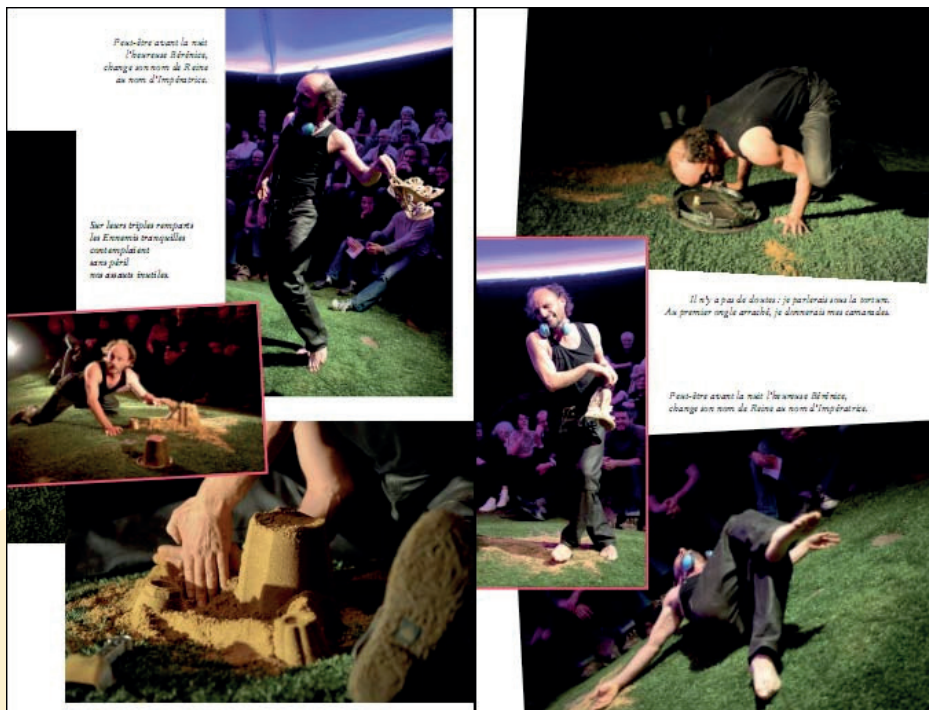 Peut-être avant la nuit
l'heureuse Bérénice,
change son nom de Reine
au nom d'Impératrice.
Sur leurs triples remparts
les Ennemis tranquilles
contemplaient
sans péril
nos assauts inutiles.
Il n'y a pas de doutes : je parlerais sous la torture.
Au premier ongle arraché, je donnerais mes camarades.
Peut-être avant la nuit l'heureuse Bérénice,
change son nom de Reine au nom d'Impératrice.